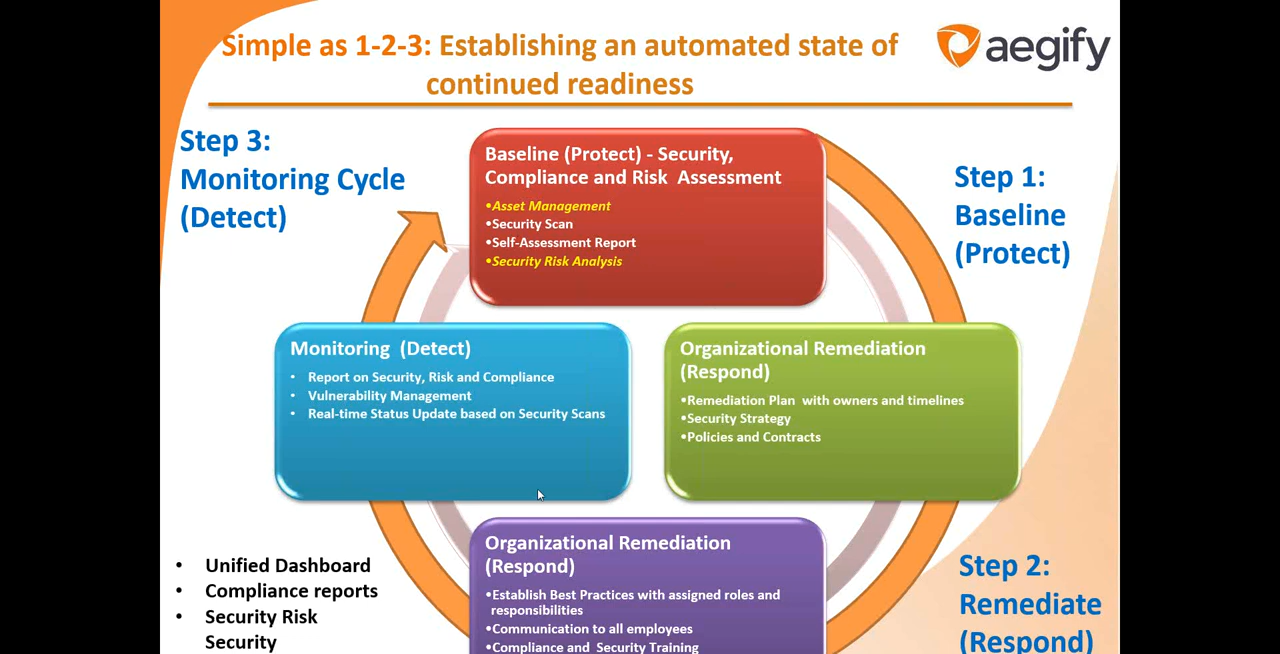 Simple as 1-2-3: Establishing an automated state of
continued readiness
aegify
Step 3:
Monitoring Cycle
(Detect)
Baseline (Protect) - Security,
Compliance and Risk Assessment
•Asset Management
•Security Scan
•Self-Assessment Report
•Security Risk Analysis
Step 1:
Baseline
(Protect)
Monitoring (Detect)
• Report on Security, Risk and Compliance
• Vulnerability Management
• Real-time Status Update based on Security Scans
Organizational Remediation
(Respond)
•Remediation Plan with owners and timelines
•Security Strategy
•Policies and Contracts
• Unified Dashboard
• Compliance reports
• Security Risk
Security
Organizational Remediation
(Respond)
•Establish Best Practices with assigned roles and
responsibilities
•Communication to all employees
•Compliance and Security Training
Step 2:
Remediate
(Respond)